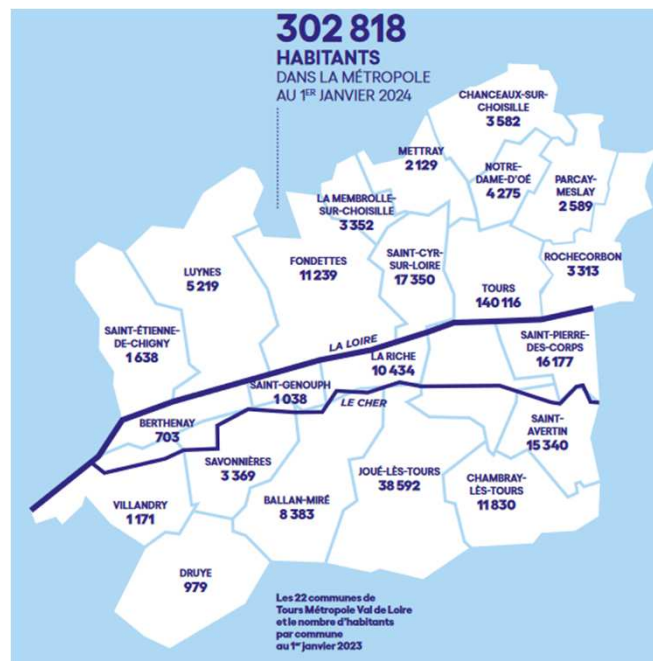 302 818
HABITANTS
DANS LA MÉTROPOLE
AU 1ER JANVIER 2024
CHANCEAUX-SUR-
CHOISILLE
3 582
METTRAY
2 129
NOTRE-
DAME-D'OÉ
4 275
PARCAY-
MESLAY
2 589
LA MEMBROLLE-
SUR-CHOISILLE
3 352
ROCHECORBON
3 313
SAINT-CYR-
SUR-LOIRE
17 350
FONDETTES
11 239
LUYNES
5 219
TOURS
140 116
SAINT-ÉTIENNE-
DE-CHIGNY
1 638
SAINT-PIERRE-
DES-CORPS
16 177
LA LOIRE
LA RICHE
10 434
SAINT-GENOUPH
1 038
LE CHER
BERTHENAY
703
SAINT-
AVERTIN
15 340
SAVONNIÈRES
3 369
JOUÉ-LÈS-TOURS
38 592
CHAMBRAY-
LÈS-TOURS
11 830
VILLANDRY
1 171
BALLAN-MIRÉ
8 383
DRUYE
979
Les 22 communes de
Tours Métropole Val de Loire
et le nombre d'habitants
par commune
au 1er janvier 2023